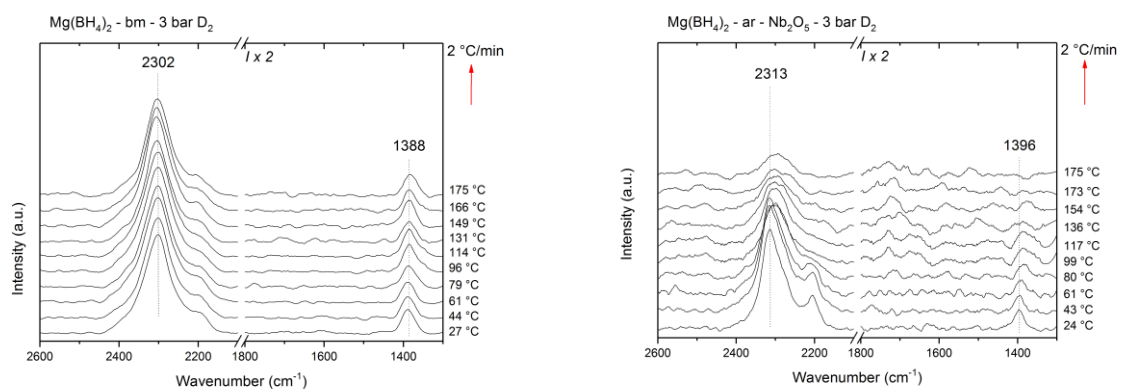 Mg(BH₄)₂ - bm - 3 bar D₂
I x 2
2 °C/min
2302
1388
175 °C
166 °C
149 °C
131 °C
114 °C
96 °C
79 °C
61 °C
44 °C
27 °C
Intensity (a.u.)
2600 2400 2200 1800 1600 1400
Wavenumber (cm⁻¹)
Mg(BH₄)₂ - ar - Nb₂O₅ - 3 bar D₂
I x 2
2 °C/min
2313
1396
175 °C
173 °C
154 °C
136 °C
117 °C
99 °C
80 °C
61 °C
43 °C
24 °C
Intensity (a.u.)
2600 2400 2200 1800 1600 1400
Wavenumber (cm⁻¹)